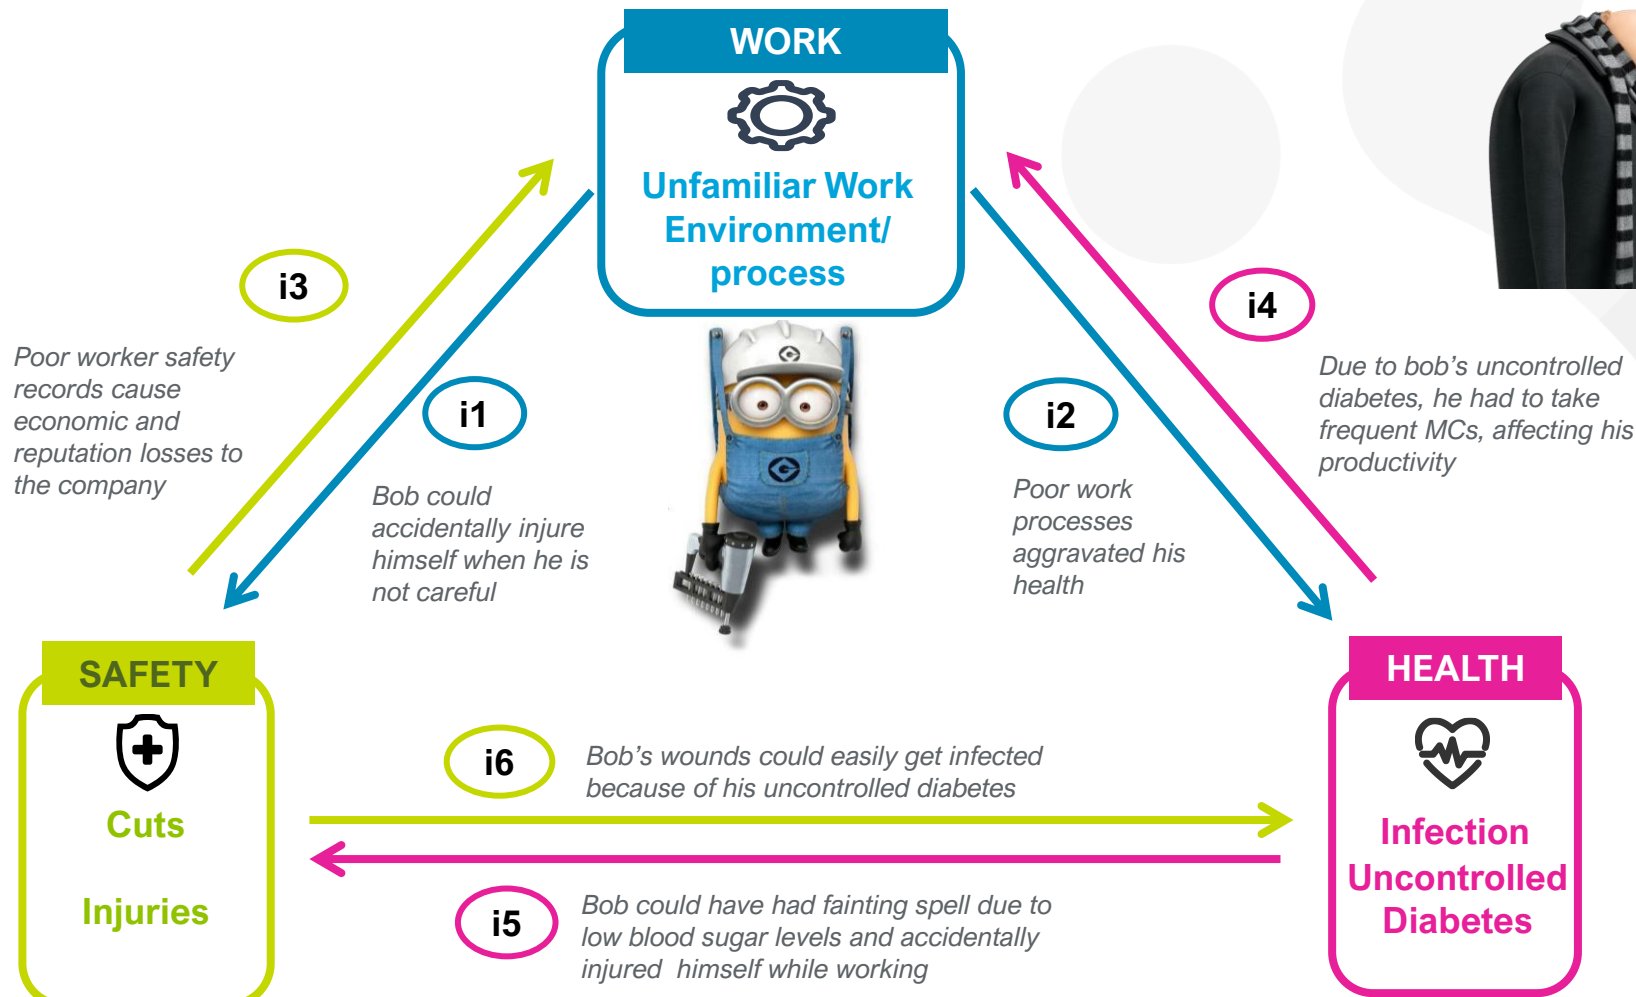 WORK
Unfamiliar Work
Environment/
process
i3
Poor worker safety
records cause
economic and
reputation losses to
the company
i1
Bob could
accidentally injure
himself when he is
not careful
i2
Poor work
processes
aggravated his
health
i4
Due to bob’s uncontrolled
diabetes, he had to take
frequent MCs, affecting his
productivity
SAFETY
Cuts
Injuries
i6
Bob’s wounds could easily get infected
because of his uncontrolled diabetes
i5
Bob could have had fainting spell due to
low blood sugar levels and accidentally
injured himself while working
HEALTH
Infection
Uncontrolled
Diabetes